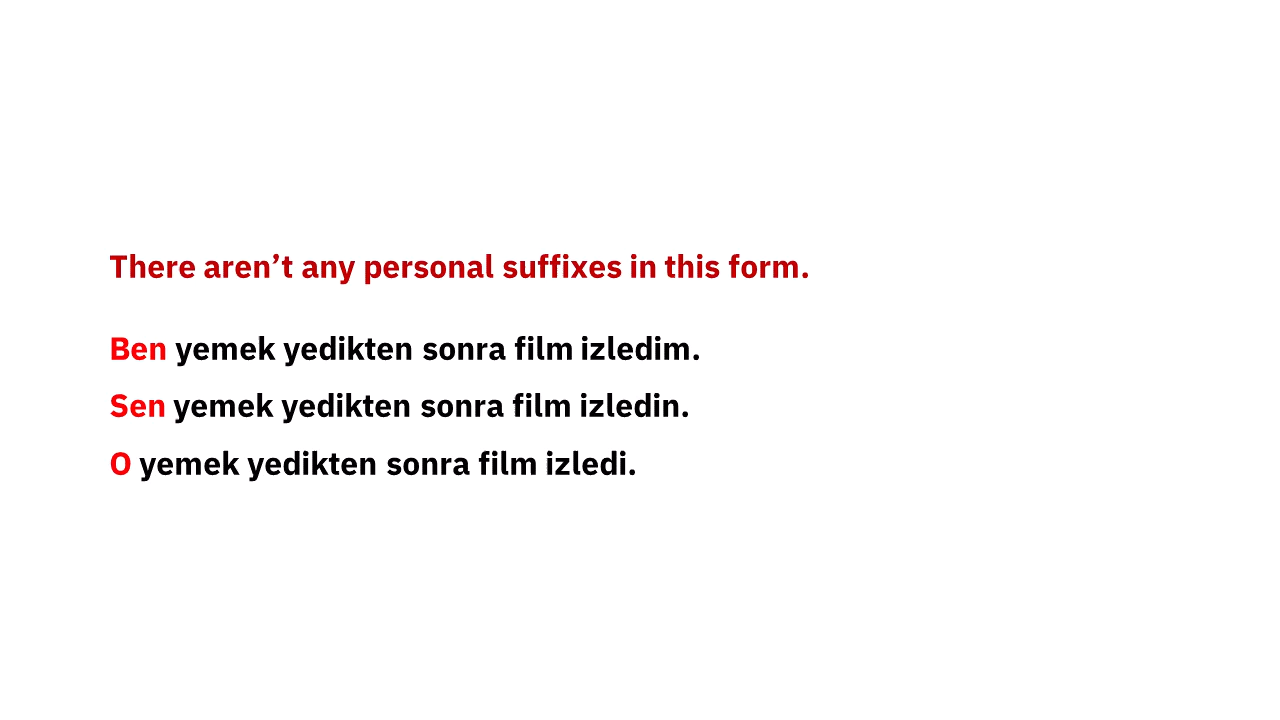 There aren’t any personal suffixes in this form.
Ben yemek yedikten sonra film izledim.
Sen yemek yedikten sonra film izledin.
O yemek yedikten sonra film izledi.